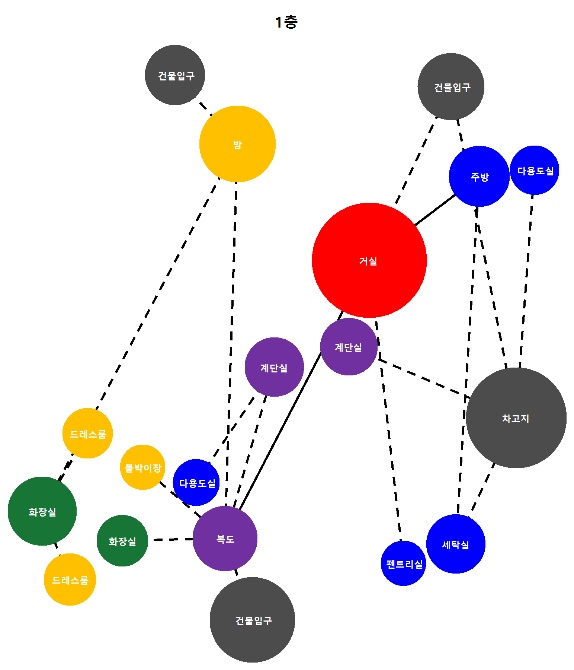 1층
건물입구
건물입구
방
주방
다용도실
거실
계단실
계단실
차고지
드레스룸
붙박이장
다용도실
화장실
화장실
복도
세탁실
팬트리실
드레스룸
건물입구